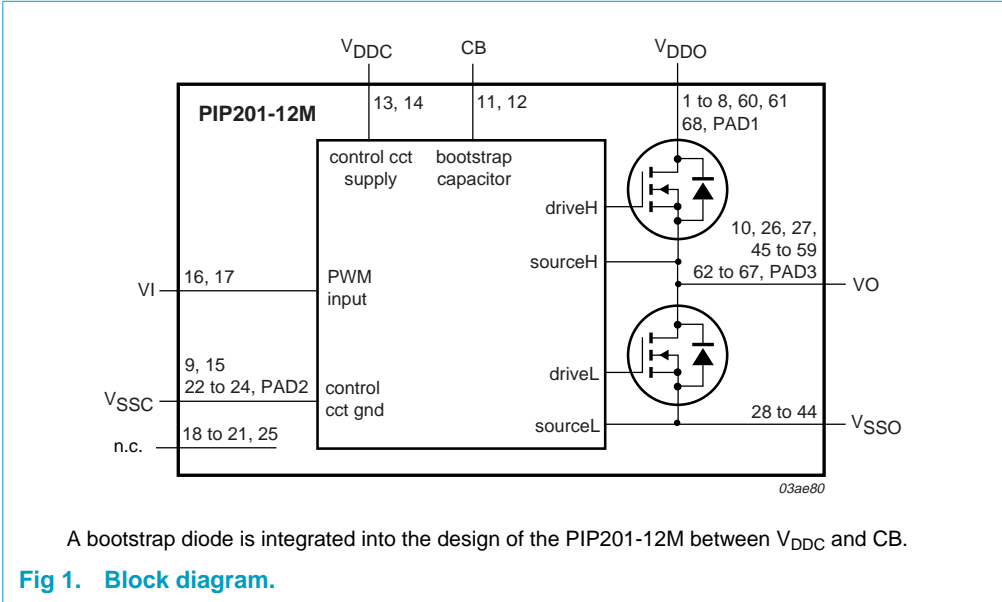 VDDC
CB
VDDO
PIP201-12M
13, 14
11, 12
1 to 8, 60, 61
68, PAD1
control cct
supply
bootstrap
capacitor
driveH
10, 26, 27,
45 to 59
62 to 67, PAD3
sourceH
VI
16, 17
PWM
input
VO
9, 15
22 to 24, PAD2
VSSC
control
cct gnd
driveL
sourceL
28 to 44
VSSO
n.c.
18 to 21, 25
03ae80
A bootstrap diode is integrated into the design of the PIP201-12M between VDDC and CB.
Fig 1. Block diagram.